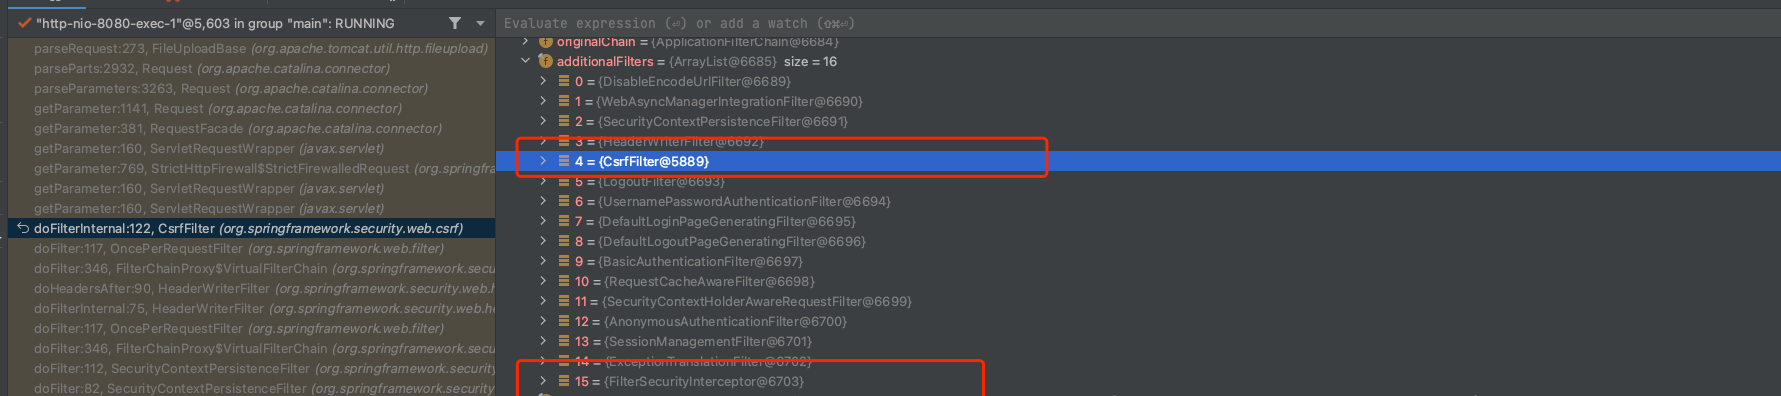 "http-nio-8080-exec-1"@5,603 in group "main": RUNNING
parseRequest:273, FileUploadBase (org.apache.tomcat.util.http.fileupload)
parseParts:2932, Request (org.apache.catalina.connector)
parseParameters:3263, Request (org.apache.catalina.connector)
getParameter:1141, Request (org.apache.catalina.connector)
getParameter:381, RequestFacade (org.apache.catalina.connector)
getParameter:160, ServletRequestWrapper (javax.servlet)
getParameter:769, StrictHttpFirewall$StrictFirewalledRequest (org.springf
getParameter:160, ServletRequestWrapper (javax.servlet)
getParameter:160, ServletRequestWrapper (javax.servlet)
doFilterInternal:122, CsrfFilter (org.springframework.security.web.csrf)
doFilter:117, OncePerRequestFilter (org.springframework.web.filter)
doFilter:346, FilterChainProxy$VirtualFilterChain (org.springframework.secu
doHeadersAfter:90, HeaderWriterFilter (org.springframework.security.web.h
doFilterInternal:75, HeaderWriterFilter (org.springframework.security.web.he
doFilter:117, OncePerRequestFilter (org.springframework.web.filter)
doFilter:346, FilterChainProxy$VirtualFilterChain (org.springframework.secu
doFilter:112, SecurityContextPersistenceFilter (org.springframework.securi
doFilter:82, SecurityContextPersistenceFilter (org.springframework.securit
Evaluate expression (⏎) or add a watch (⇧⌘⏎)
originalChain = {ApplicationFilterChain@6684}
additionalFilters = {ArrayList@6685} size = 16
0 = {DisableEncodeUrlFilter@6689}
1 = {WebAsyncManagerIntegrationFilter@6690}
2 = {SecurityContextPersistenceFilter@6691}
3 = {HeaderWriterFilter@6692}
4 = {CsrfFilter@5889}
5 = {LogoutFilter@6693}
6 = {UsernamePasswordAuthenticationFilter@6694}
7 = {DefaultLoginPageGeneratingFilter@6695}
8 = {DefaultLogoutPageGeneratingFilter@6696}
9 = {BasicAuthenticationFilter@6697}
10 = {RequestCacheAwareFilter@6698}
11 = {SecurityContextHolderAwareRequestFilter@6699}
12 = {AnonymousAuthenticationFilter@6700}
13 = {SessionManagementFilter@6701}
14 = {ExceptionTranslationFilter@6702}
15 = {FilterSecurityInterceptor@6703}